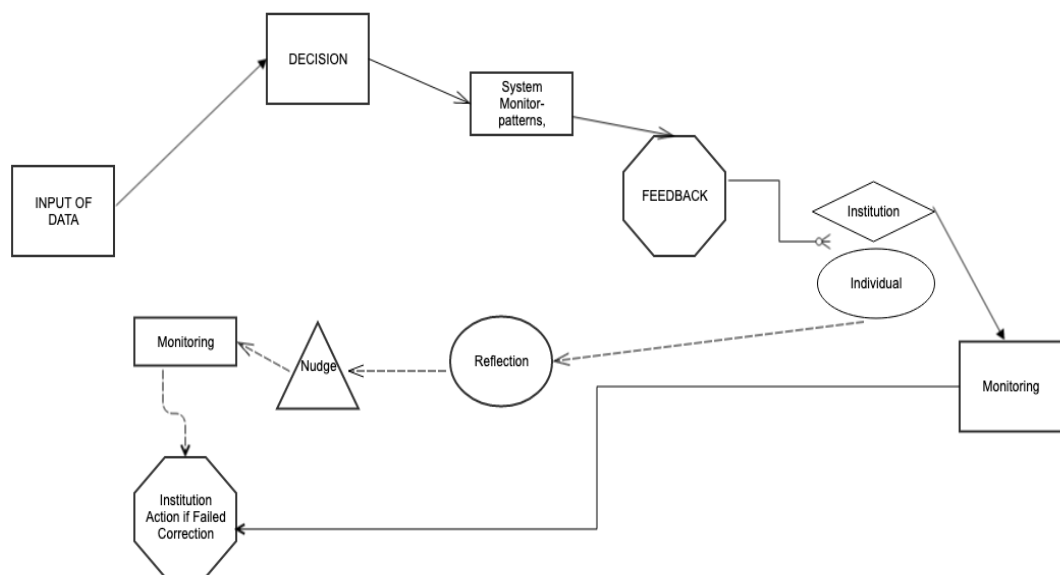 DECISION
System
Monitor-
patterns,
INPUT OF
DATA
FEEDBACK
Institution
Individual
Monitoring
Nudge
Reflection
Monitoring
Institution
Action if Failed
Correction